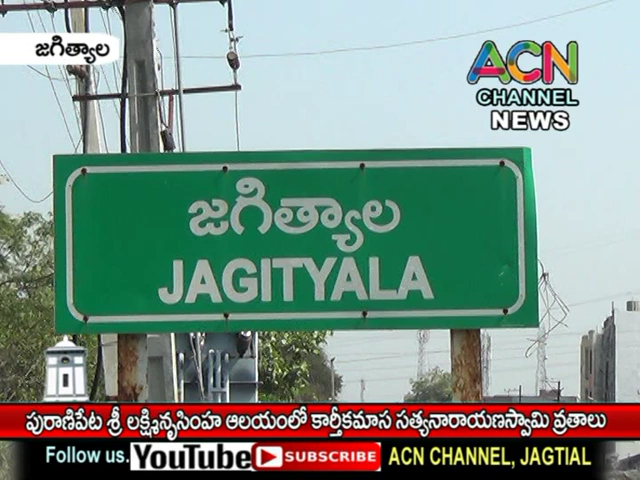 జగిత్యాల
ACN
CHANNEL
NEWS
జగిత్యాల
JAGITYALA
పురాణిపేట శ్రీ లక్ష్మినృసింహ ఆలయంలో కార్తీకమాస సత్యనారాయణస్వామి వ్రతాలు
Follow us. YouTube SUBSCRIBE ACN CHANNEL, JAGTIAL